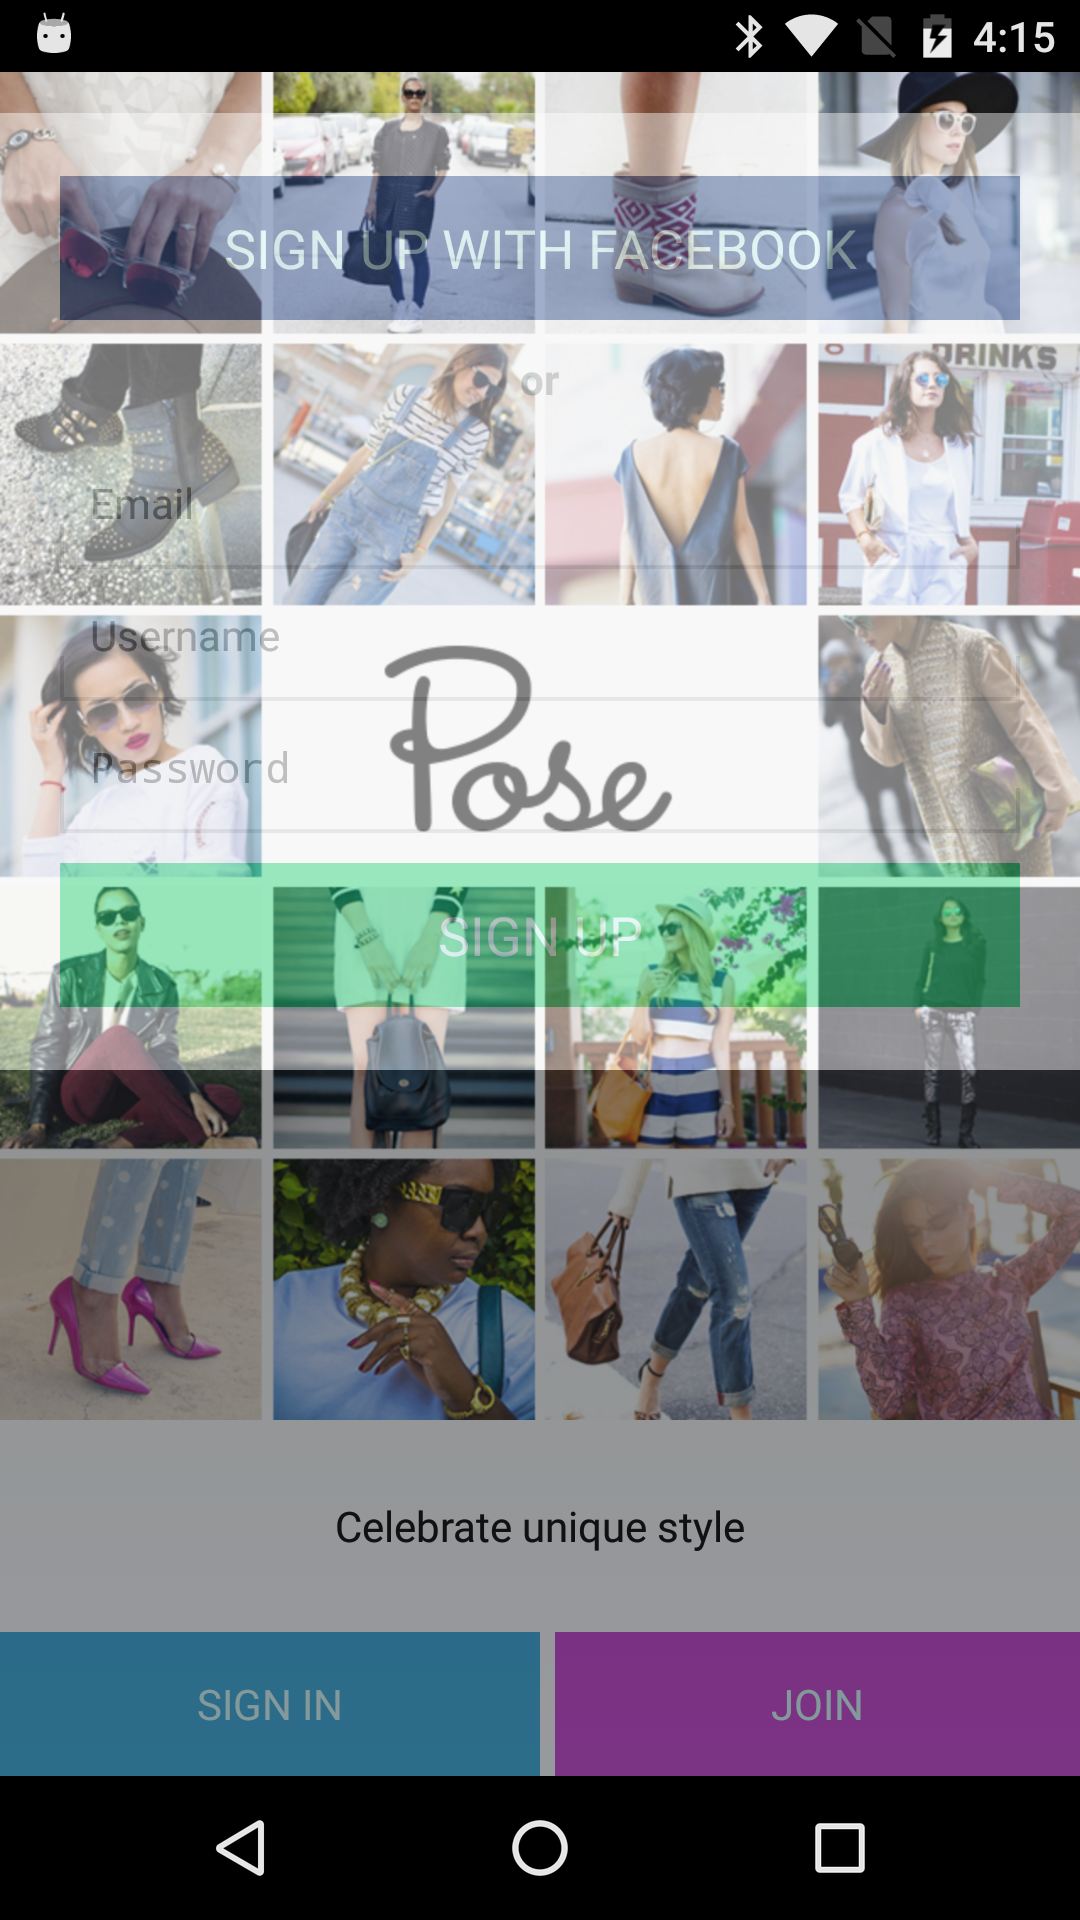 4:15
SIGN UP WITH FACEBOOK
or
DRINKS
Email
Username
Pose
Password
SIGN UP
Celebrate unique style
SIGN IN
JOIN